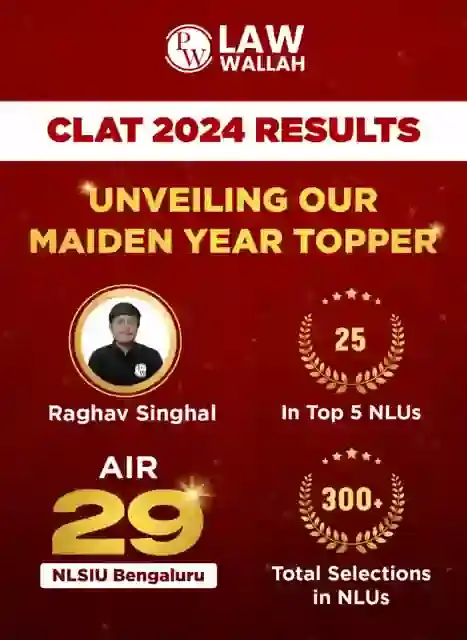 PW
LAW
WALLAH
CLAT 2024 RESULTS
UNVEILING OUR
MAIDEN YEAR TOPPER
Raghav Singhal
AIR
29
NLSIU Bengaluru
25
In Top 5 NLUs
300+
Total Selections
in NLUs